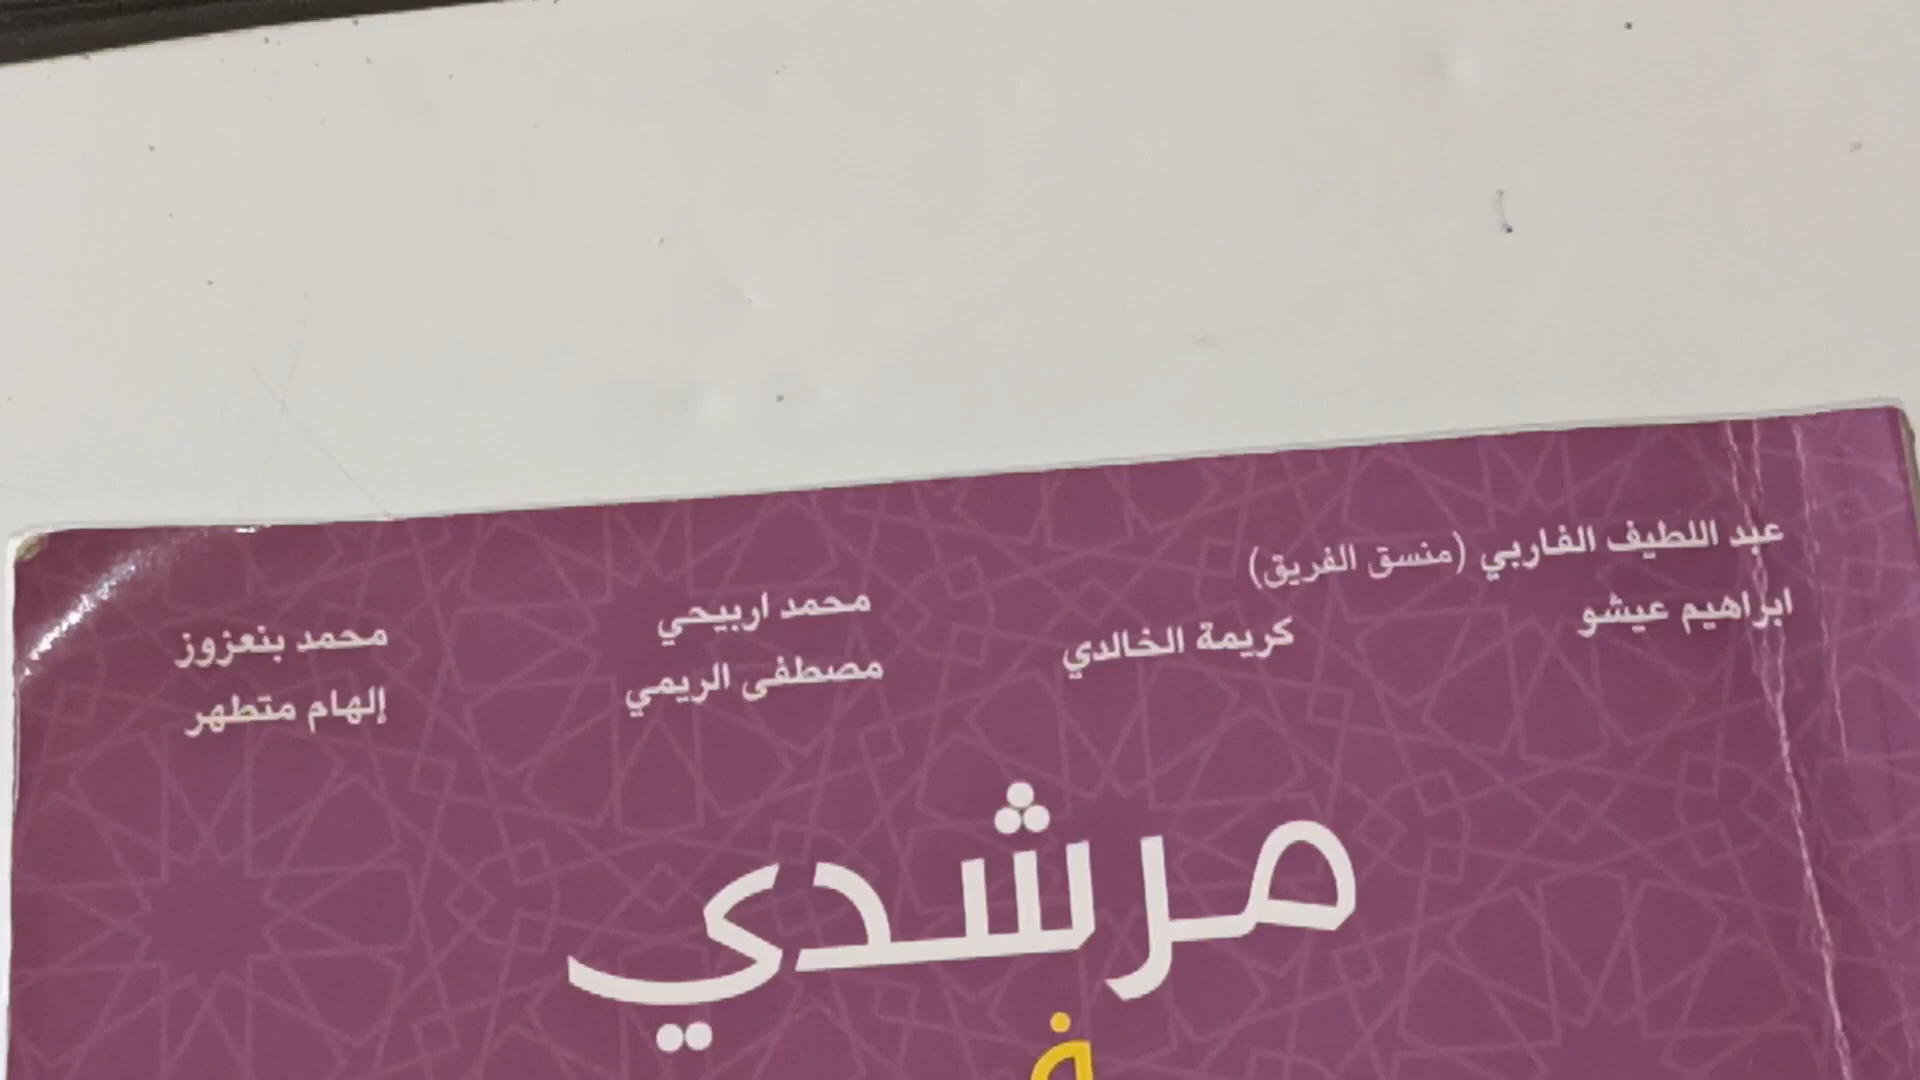 عبد اللطيف الفاربي (منسق الفريق)
ابراهيم عيشو
كريمة الخالدي
محمد اربيحي
مصطفى الريمي
محمد بنعزوز
إلهام متطهر
مرشدي